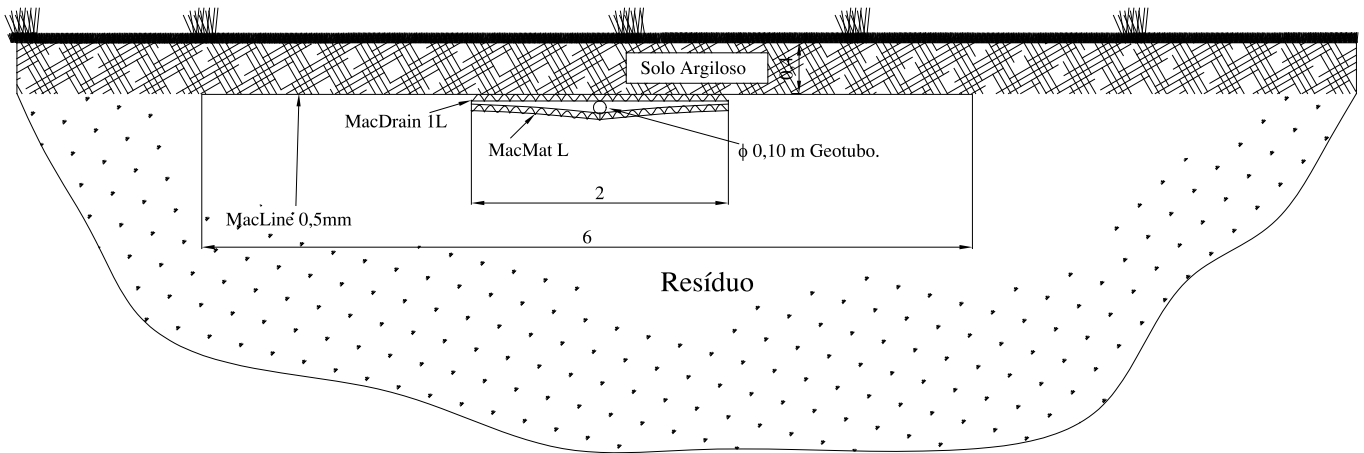 Solo Argiloso
0,4
MacDrain 1L
MacMat L
ϕ 0,10 m Geotubo.
2
MacLine 0,5mm
6
Resíduo